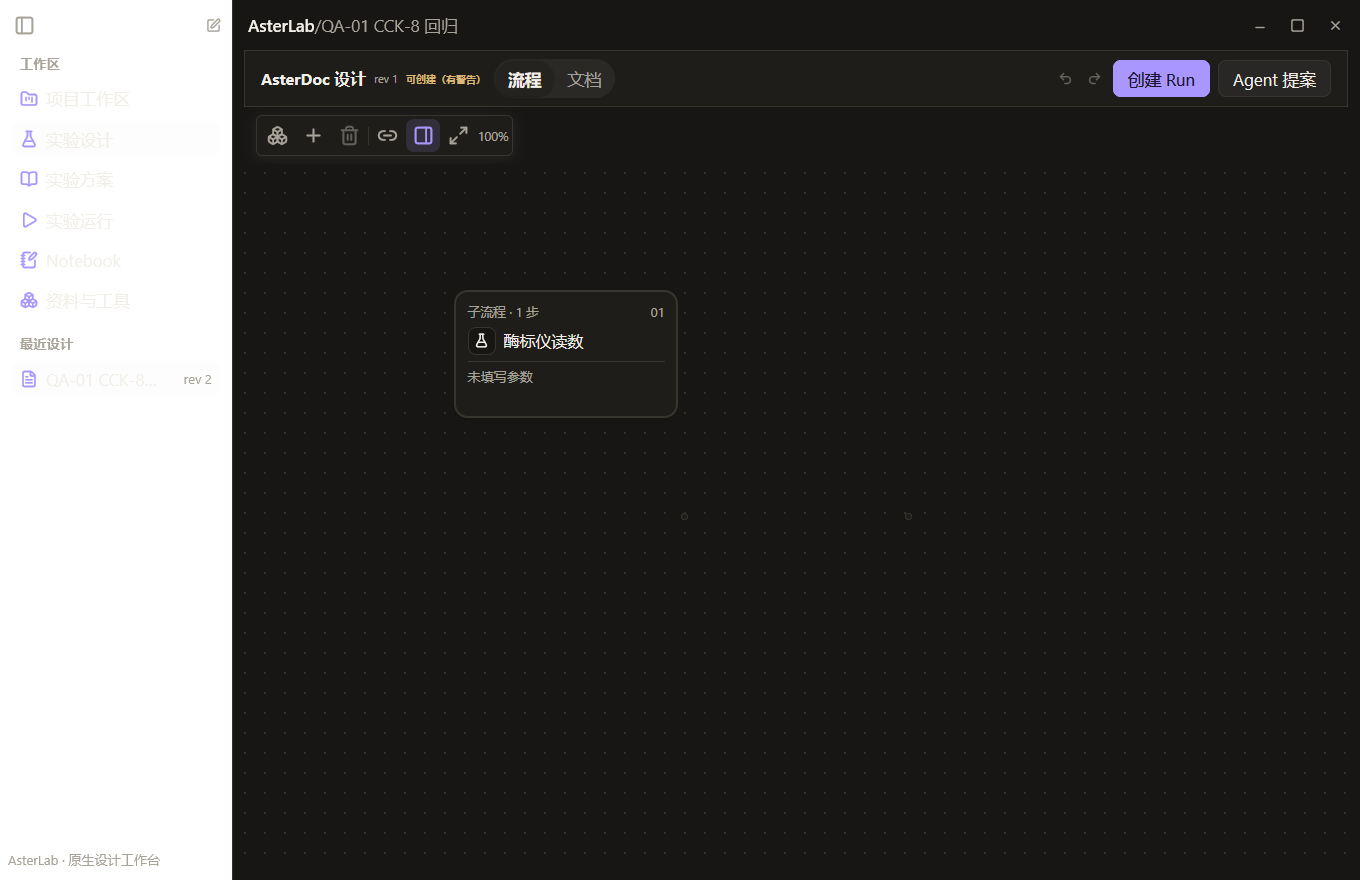 AsterLab/QA-01 CCK-8 回归
工作区
项目工作区
实验设计
实验方案
实验运行
Notebook
资料与工具
最近设计
QA-01 CCK-8... rev 2
AsterLab · 原生设计工作台
AsterDoc 设计 rev 1 可创建（有警告） 流程 文档 创建 Run Agent 提案
100%
子流程 · 1 步 01
酶标仪读数
未填写参数